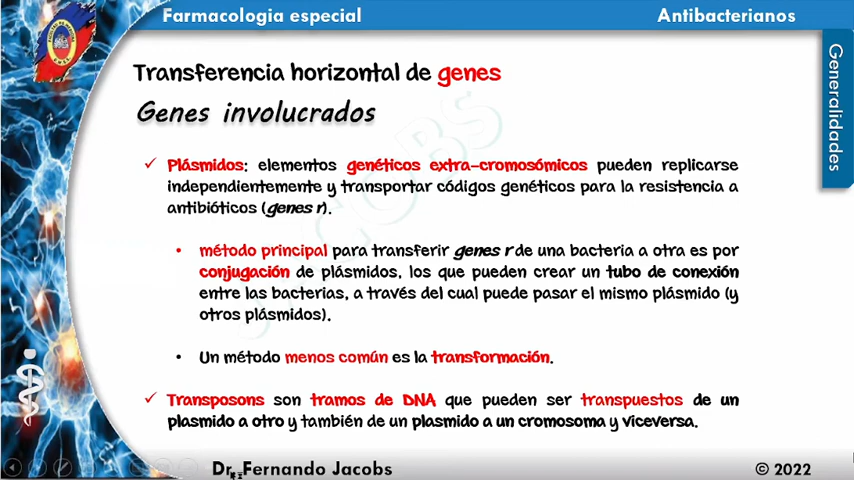 Farmacologia especial
Antibacterianos
Generalidades
Transferencia horizontal de genes
Genes involucrados
✓ Plásmidos: elementos genéticos extra-cromosómicos pueden replicarse
independientemente y transportar códigos genéticos para la resistencia a
antibióticos (genes r).
• método principal para transferir genes r de una bacteria a otra es por
conjugación de plásmidos, los que pueden crear un tubo de conexión
entre las bacterias, a través del cual puede pasar el mismo plásmido (y
otros plásmidos).
• Un método menos común es la transformación.
✓ Transposons son tramos de DNA que pueden ser transpuestos de un
plasmido a otro y también de un plasmido a un cromosoma y viceversa.
Dr. Fernando Jacobs
© 2022